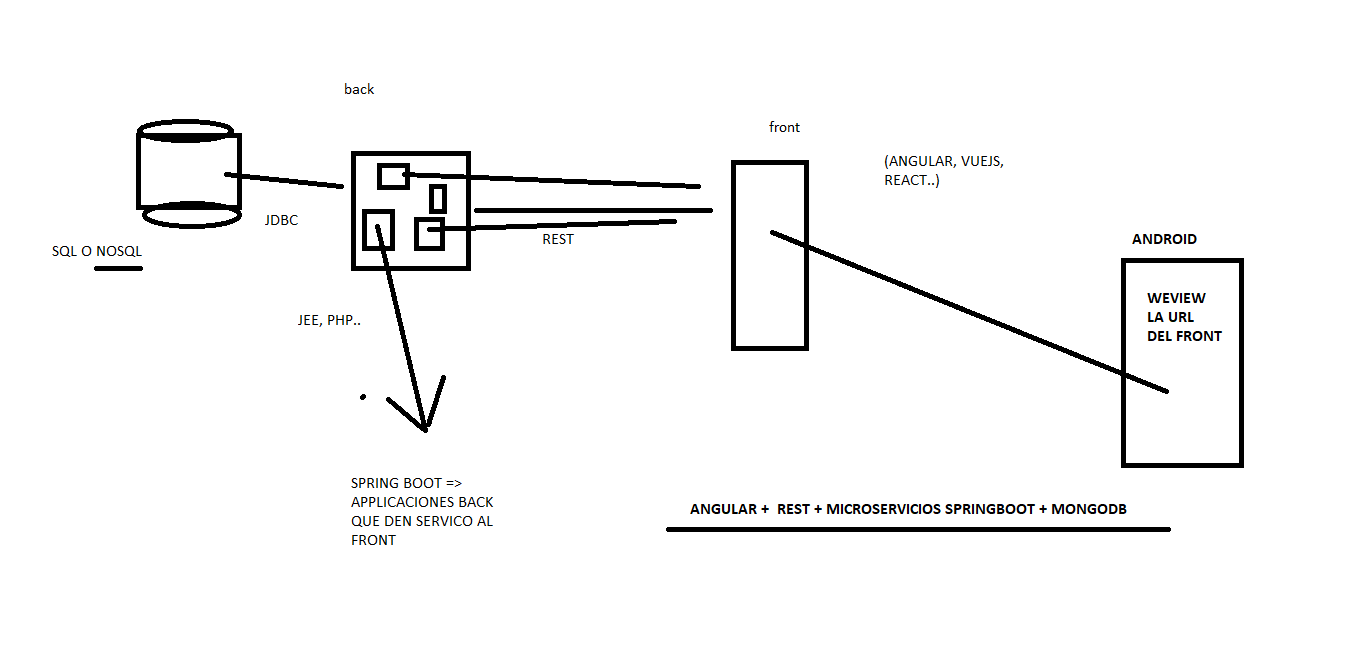 back
front
(ANGULAR, VUEJS,
REACT..)
JDBC
SQL O NOSQL
REST
ANDROID
WEVIEW
LA URL
DEL FRONT
JEE, PHP..
SPRING BOOT =>
APPLICACIONES BACK
QUE DEN SERVICO AL
FRONT
ANGULAR + REST + MICROSERVICIOS SPRINGBOOT + MONGODB